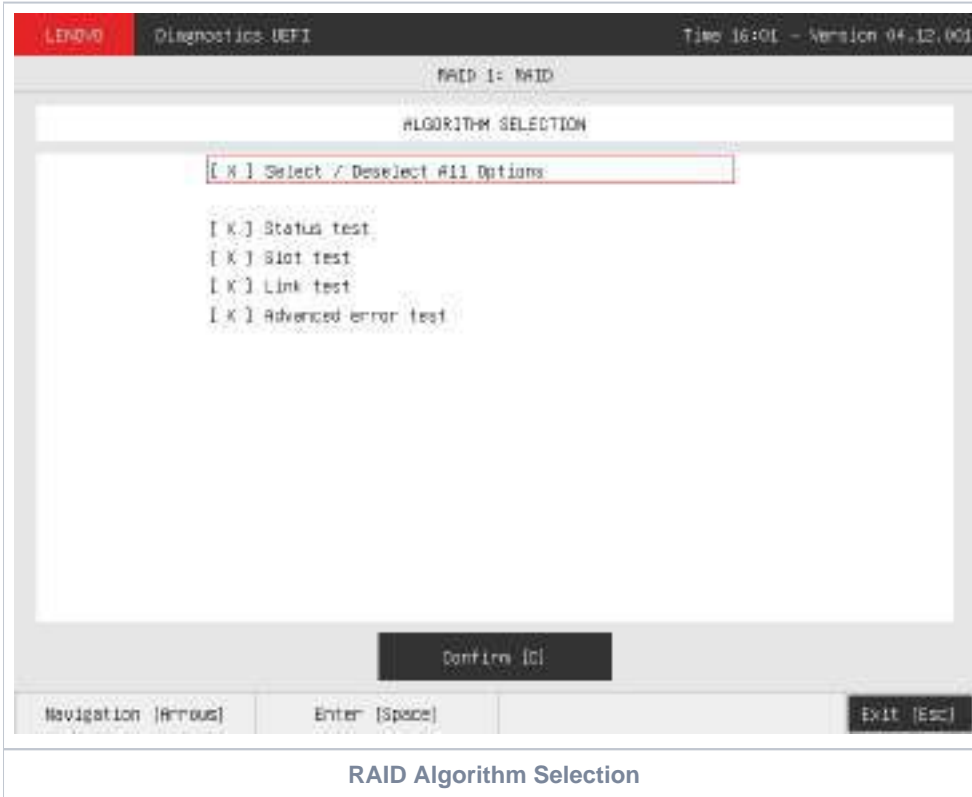 LENOVO Diagnostics UEFI Time 16:01 - Version 04.12.001
RAID 1: RAID
ALGORITHM SELECTION
[ X ] Select / Deselect All Options
[ X ] Status test
[ X ] Slot test
[ X ] Link test
[ X ] Advanced error test
Confirm [C]
Navigation [Arrows] Enter [Space] Exit [Esc]
RAID Algorithm Selection